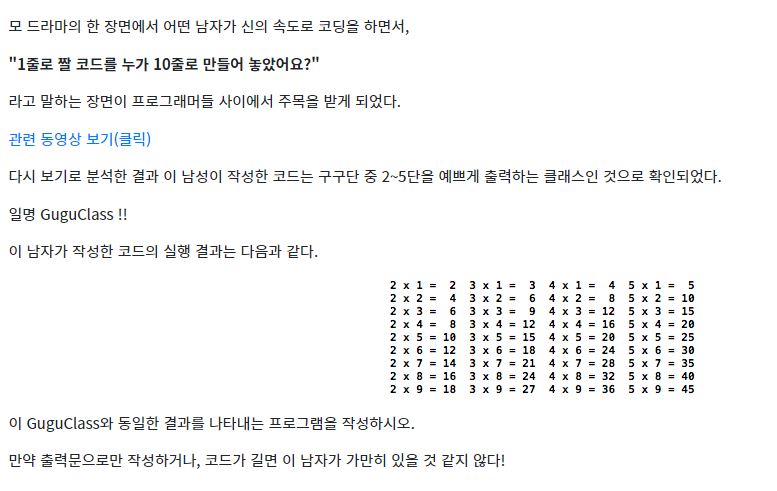 모 드라마의 한 장면에서 어떤 남자가 신의 속도로 코딩을 하면서,
"1줄로 짤 코드를 누가 10줄로 만들어 놓았어요?"
라고 말하는 장면이 프로그래머들 사이에서 주목을 받게 되었다.
관련 동영상 보기(클릭)
다시 보기로 분석한 결과 이 남성이 작성한 코드는 구구단 중 2~5단을 예쁘게 출력하는 클래스인 것으로 확인되었다.
일명 GuguClass !!
이 남자가 작성한 코드의 실행 결과는 다음과 같다.
2 x 1 =  2  3 x 1 =  3  4 x 1 =  4  5 x 1 =  5
2 x 2 =  4  3 x 2 =  6  4 x 2 =  8  5 x 2 = 10
2 x 3 =  6  3 x 3 =  9  4 x 3 = 12  5 x 3 = 15
2 x 4 =  8  3 x 4 = 12  4 x 4 = 16  5 x 4 = 20
2 x 5 = 10  3 x 5 = 15  4 x 5 = 20  5 x 5 = 25
2 x 6 = 12  3 x 6 = 18  4 x 6 = 24  5 x 6 = 30
2 x 7 = 14  3 x 7 = 21  4 x 7 = 28  5 x 7 = 35
2 x 8 = 16  3 x 8 = 24  4 x 8 = 32  5 x 8 = 40
2 x 9 = 18  3 x 9 = 27  4 x 9 = 36  5 x 9 = 45
이 GuguClass와 동일한 결과를 나타내는 프로그램을 작성하시오.
만약 출력문으로만 작성하거나, 코드가 길면 이 남자가 가만히 있을 것 같지 않다!